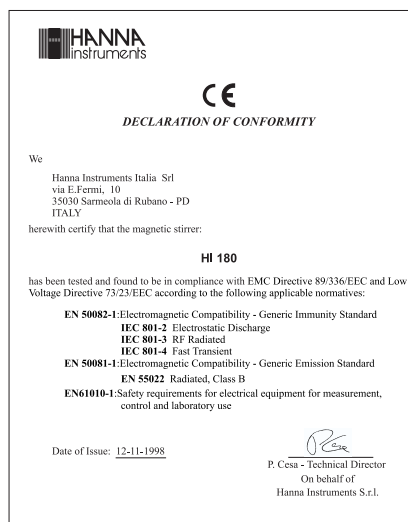 HANNA
instruments
CE
DECLARATION OF CONFORMITY
We
Hanna Instruments Italia Srl
via E.Fermi, 10
35030 Sarmeola di Rubano - PD
ITALY
herewith certify that the magnetic stirrer:
HI 180
has been tested and found to be in compliance with EMC Directive 89/336/EEC and Low
Voltage Directive 73/23/EEC according to the following applicable normatives:
EN 50082-1:Electromagnetic Compatibility - Generic Immunity Standard
IEC 801-2 Electrostatic Discharge
IEC 801-3 RF Radiated
IEC 801-4 Fast Transient
EN 50081-1:Electromagnetic Compatibility - Generic Emission Standard
EN 55022 Radiated, Class B
EN61010-1:Safety requirements for electrical equipment for measurement,
control and laboratory use
Date of Issue: 12-11-1998
P. Cesa - Technical Director
On behalf of
Hanna Instruments S.r.l.